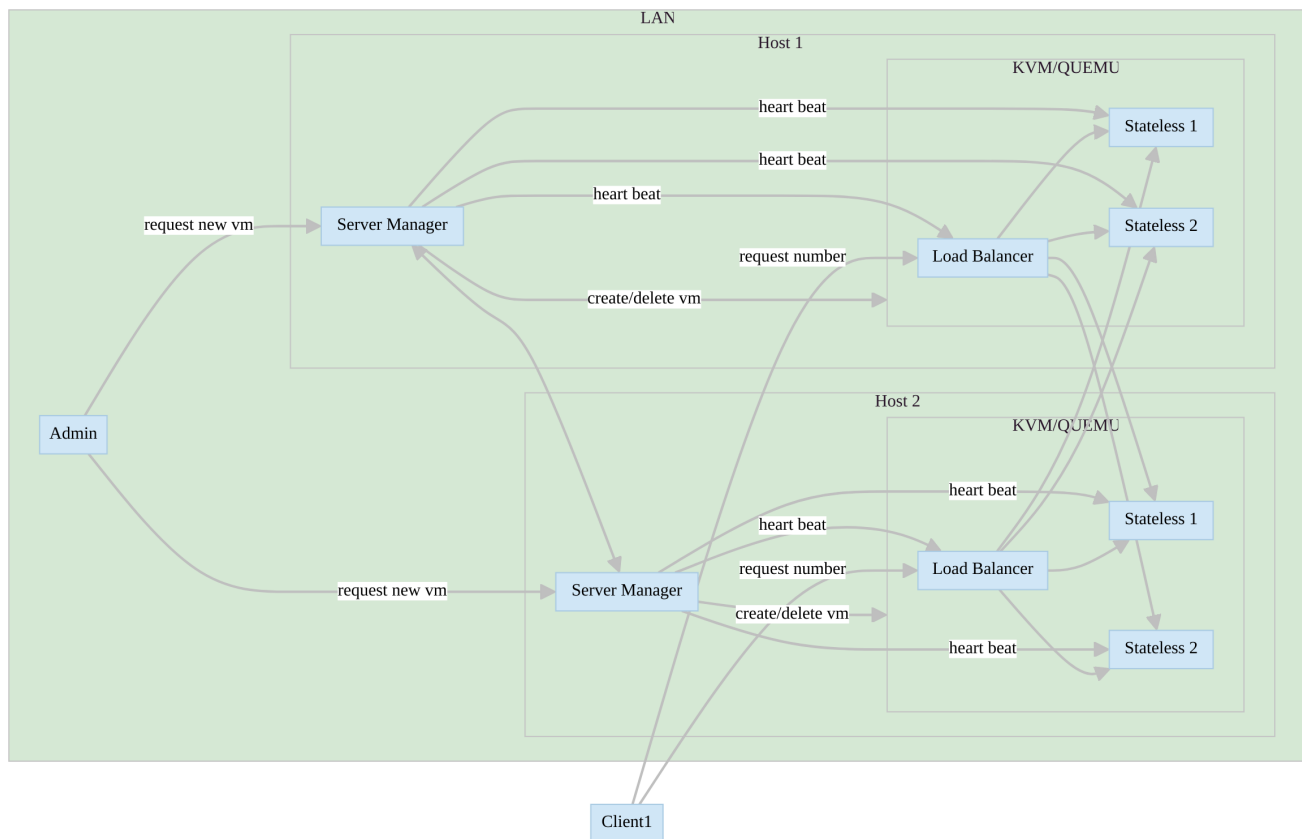 LAN
Host 1
KVM/QUEMU
heart beat
Stateless 1
heart beat
heart beat
request new vm
Server Manager
Stateless 2
request number
Load Balancer
create/delete vm
Host 2
KVM/QUEMU
Admin
heart beat
Stateless 1
heart beat
request number
Load Balancer
request new vm
Server Manager
create/delete vm
heart beat
Stateless 2
Client1